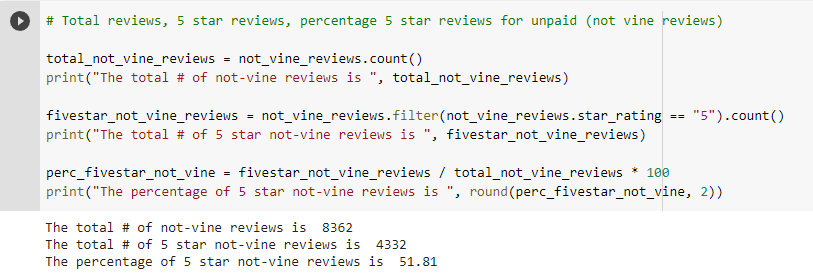 # Total reviews, 5 star reviews, percentage 5 star reviews for unpaid (not vine reviews)
total_not_vine_reviews = not_vine_reviews.count()
print("The total # of not-vine reviews is ", total_not_vine_reviews)
fivestar_not_vine_reviews = not_vine_reviews.filter(not_vine_reviews.star_rating == "5").count()
print("The total # of 5 star not-vine reviews is ", fivestar_not_vine_reviews)
perc_fivestar_not_vine = fivestar_not_vine_reviews / total_not_vine_reviews * 100
print("The percentage of 5 star not-vine reviews is ", round(perc_fivestar_not_vine, 2))
The total # of not-vine reviews is  8362
The total # of 5 star not-vine reviews is  4332
The percentage of 5 star not-vine reviews is  51.81